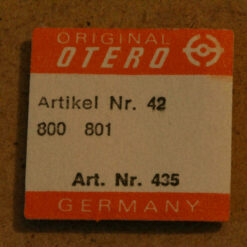 ORIGINAL
OTERO
Artikel Nr. 42
800 801
Art. Nr. 435
GERMANY